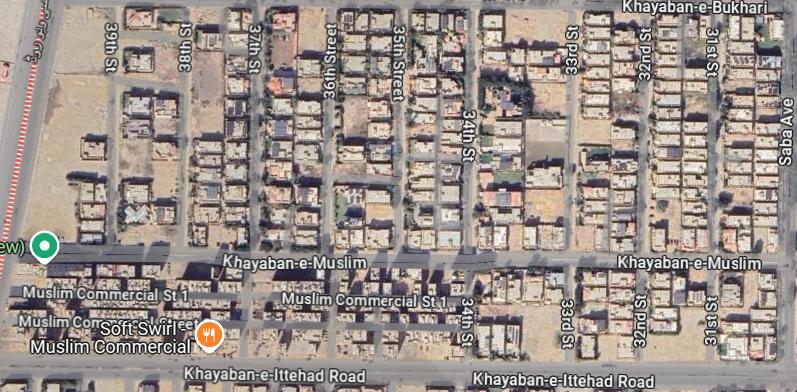 Khayaban-e-Bukhari
39th St
38th St
37th St
36th Street
35th Street
34th St
33rd St
32nd St
31st St
Saba Ave
ew)
Khayaban-e-Muslim
Khayaban-e-Muslim
Muslim Commercial St 1
Muslim Commercial St 1
34th St
33rd St
32nd St
31st St
Soft Swirl
Muslim Commercial
Khayaban-e-Ittehad Road
Khayaban-e-Ittehad Road